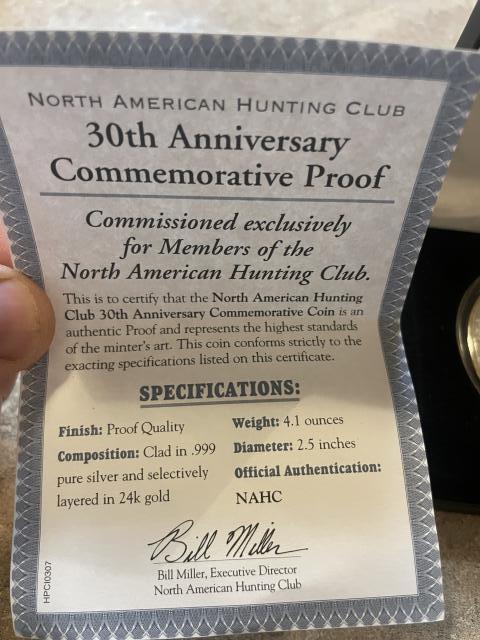 NORTH AMERICAN HUNTING CLUB
30th Anniversary
Commemorative Proof
Commissioned exclusively
for Members of the
North American Hunting Club.
This is to certify that the North American Hunting
Club 30th Anniversary Commemorative Coin is an
authentic Proof and represents the highest standards
of the minter's art. This coin conforms strictly to the
exacting specifications listed on this certificate.
SPECIFICATIONS:
Finish: Proof Quality
Composition: Clad in .999
pure silver and selectively
layered in 24k gold
Weight: 4.1 ounces
Diameter: 2.5 inches
Official Authentication:
NAHC
Bill Miller
Bill Miller, Executive Director
North American Hunting Club
HPCI0307